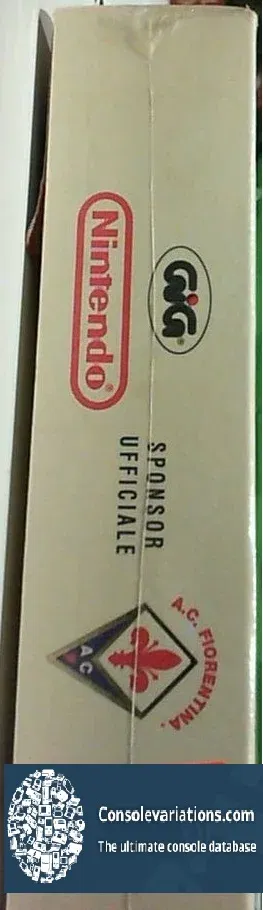 Nintendo®
GiG®
SPONSOR
UFFICIALE
A.C. FIORENTINA
A C
Consolevariations.com
The ultimate console database